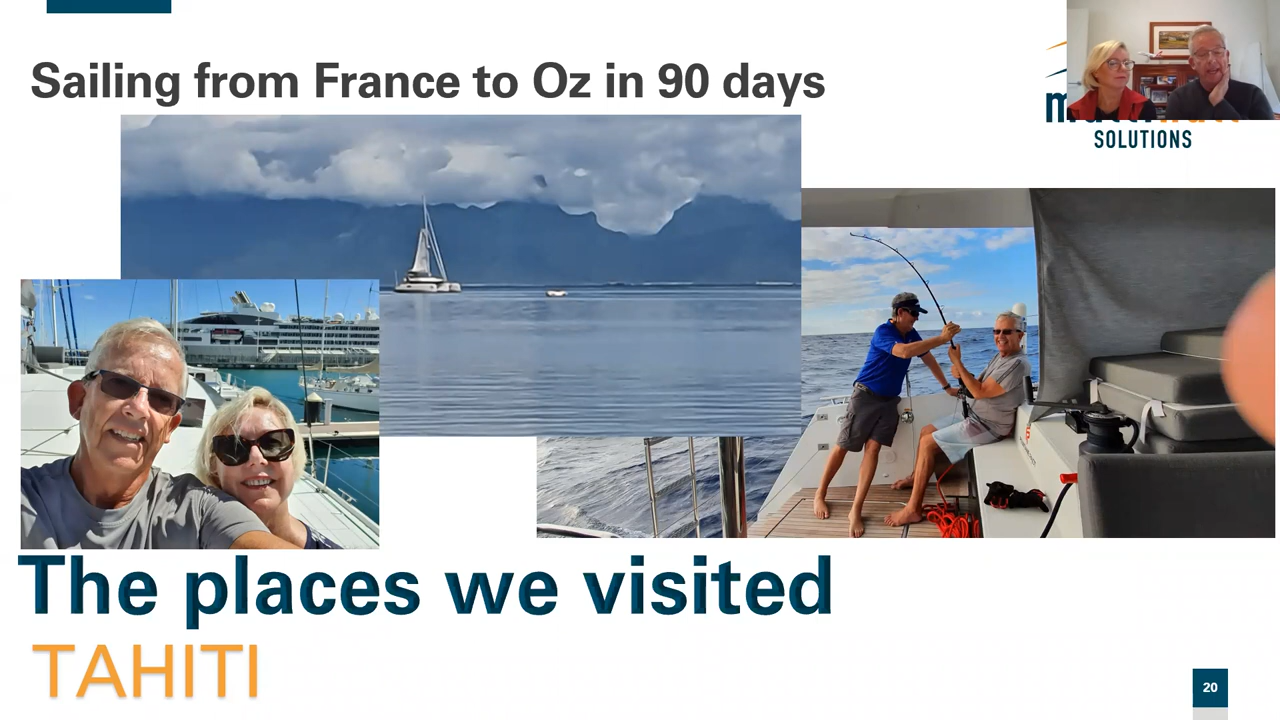 Sailing from France to Oz in 90 days
SOLUTIONS
The places we visited
TAHITI
20